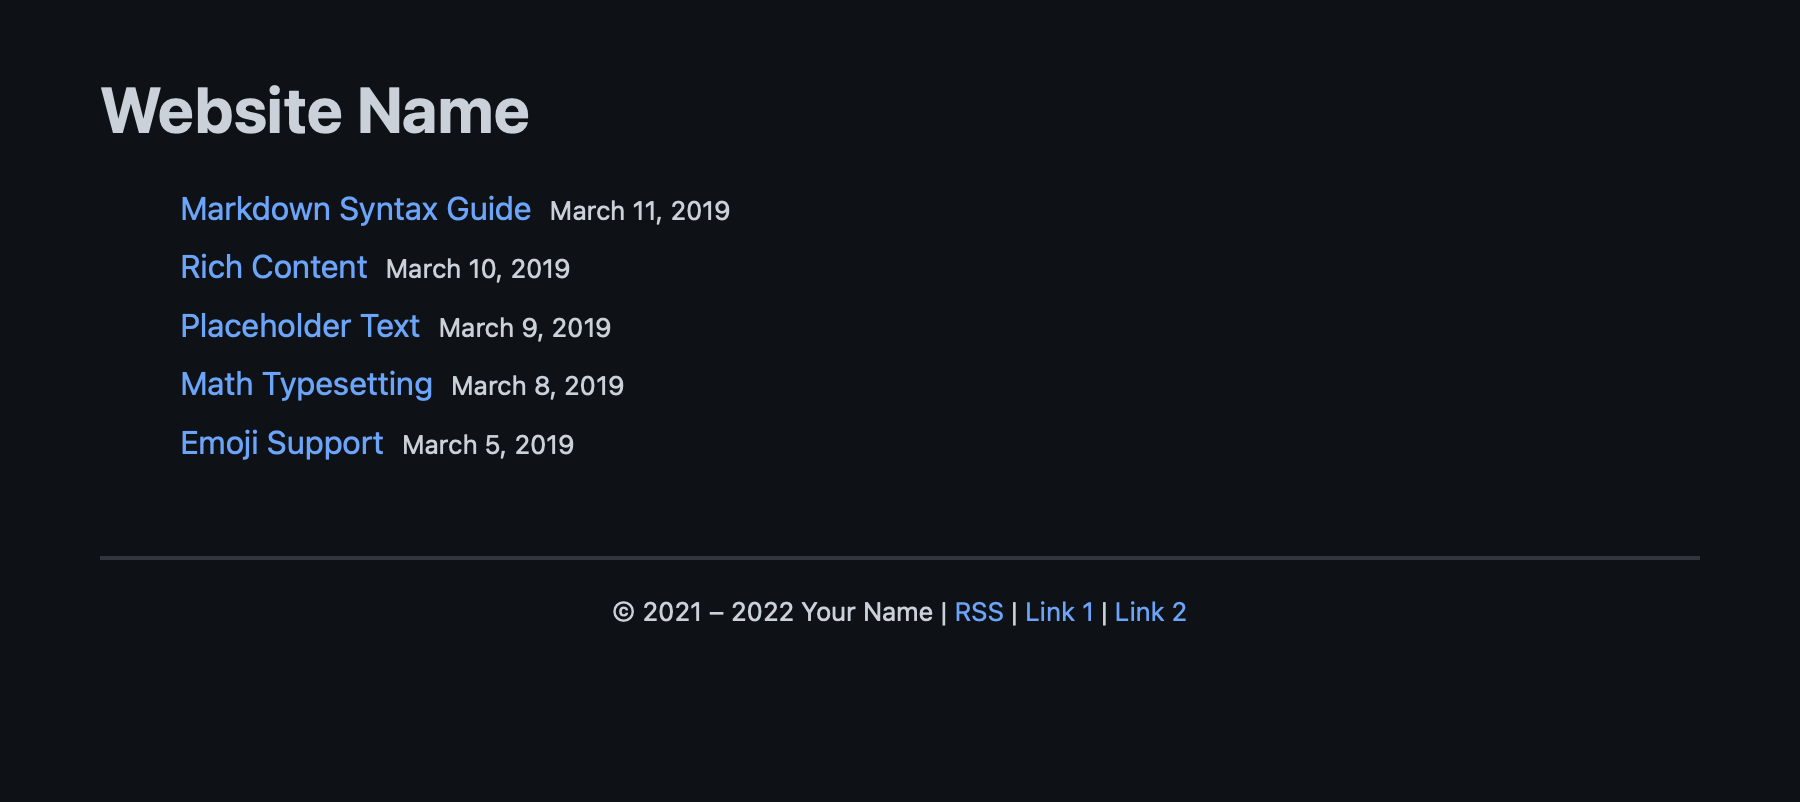 Website Name
Markdown Syntax Guide March 11, 2019
Rich Content March 10, 2019
Placeholder Text March 9, 2019
Math Typesetting March 8, 2019
Emoji Support March 5, 2019
© 2021 – 2022 Your Name | RSS | Link 1 | Link 2